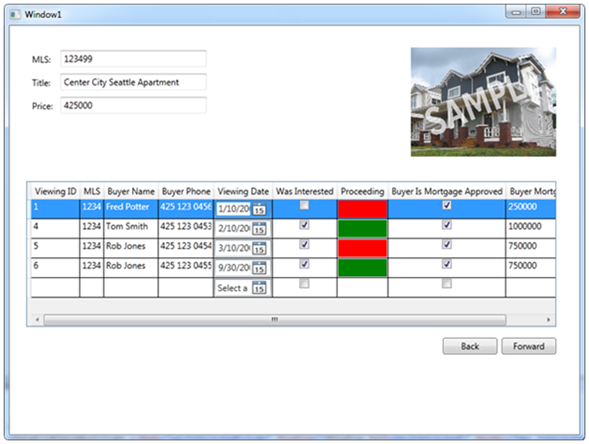 Window1
MLS: 123499
Title: Center City Seattle Apartment
Price: 425000
SAMPLE
Viewing ID MLS Buyer Name Buyer Phone Viewing Date Was Interested Proceeding Buyer Is Mortgage Approved Buyer Mortg
1 1234 Fred Potter 425 123 0456 1/10/20 15 250000
4 1234 Tom Smith 425 123 0453 2/10/20 15 1000000
5 1234 Rob Jones 425 123 0454 3/10/20 15 750000
6 1234 Rob Jones 425 123 0455 9/30/20 15 750000
Select a 15
Back Forward